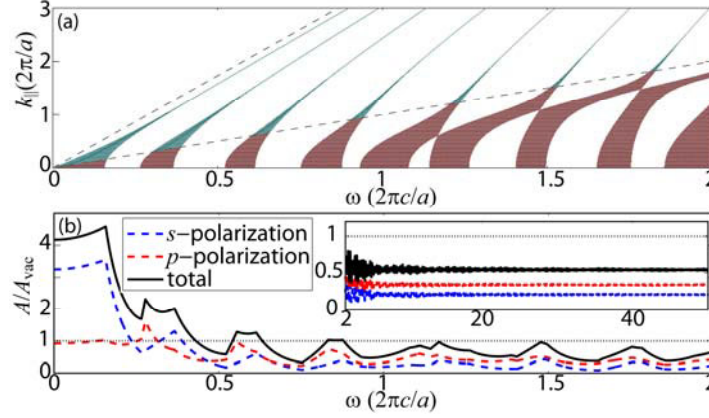 (a)
k∥(2π/a)
3
2
1
0
0 0.5 1 1.5 2
ω (2πc/a)
(b)
A/Avac
4
2
1
0
s−polarization
p−polarization
total
1
0.5
0
2 20 40
0 0.5 1 1.5 2
ω (2πc/a)